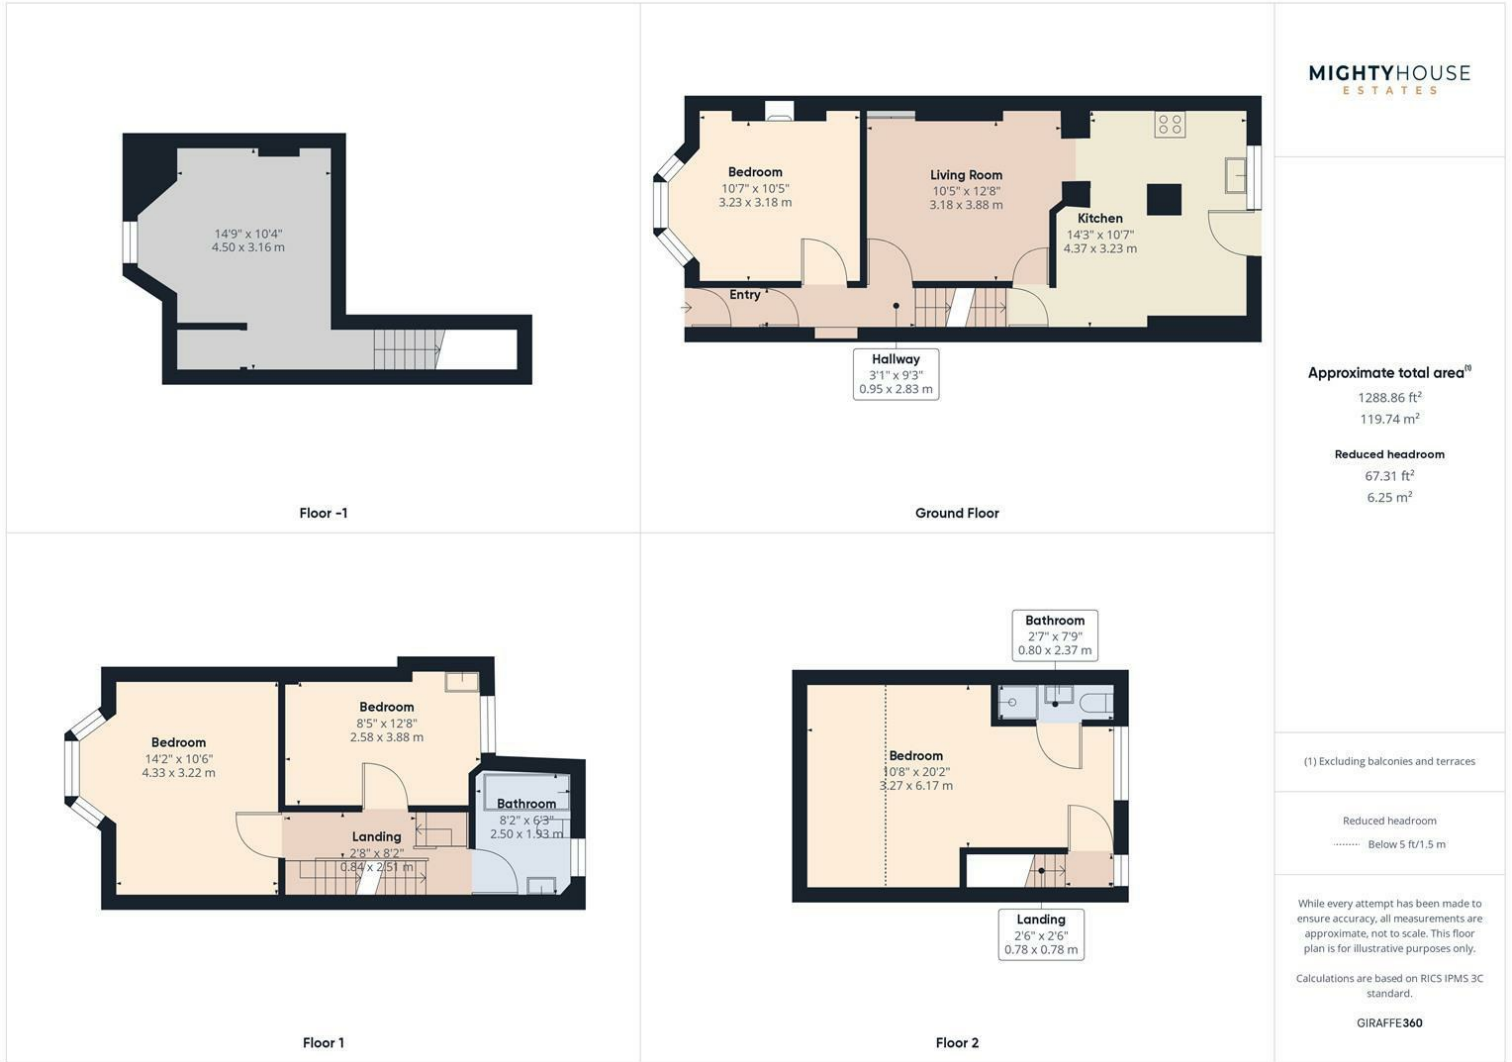 14'9" x 10'4"
4.50 x 3.16 m
Floor -1
Bedroom
10'7" x 10'5"
3.23 x 3.18 m
Living Room
10'5" x 12'8"
3.18 x 3.88 m
Kitchen
14'3" x 10'7"
4.37 x 3.23 m
Entry
Hallway
3'1" x 9'3"
0.95 x 2.83 m
Ground Floor
Bedroom
14'2" x 10'6"
4.33 x 3.22 m
Bedroom
8'5" x 12'8"
2.58 x 3.88 m
Bathroom
8'2" x 6'3"
2.50 x 1.93 m
Landing
2'8" x 8'2"
0.84 x 2.51 m
Floor 1
Bathroom
2'7" x 7'9"
0.80 x 2.37 m
Bedroom
10'8" x 20'2"
3.27 x 6.17 m
Landing
2'6" x 2'6"
0.78 x 0.78 m
Floor 2
MIGHTYHOUSE
ESTATES
Approximate total area(1)
1288.86 ft²
119.74 m²
Reduced headroom
67.31 ft²
6.25 m²
(1) Excluding balconies and terraces
Reduced headroom
Below 5 ft/1.5 m
While every attempt has been made to
ensure accuracy, all measurements are
approximate, not to scale. This floor
plan is for illustrative purposes only.
Calculations are based on RICS IPMS 3C
standard.
GIRAFFE360